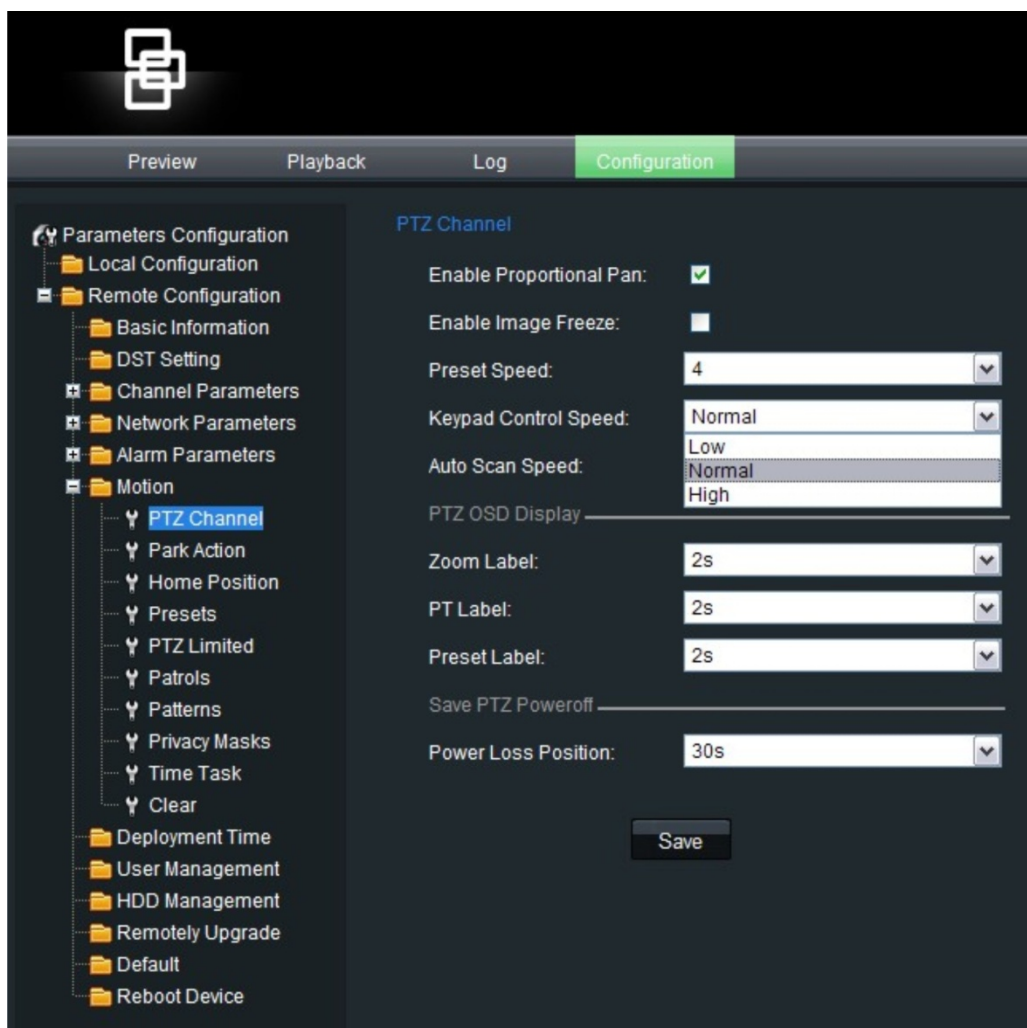 Preview Playback Log Configuration
Parameters Configuration
Local Configuration
Remote Configuration
Basic Information
DST Setting
Channel Parameters
Network Parameters
Alarm Parameters
Motion
PTZ Channel
Park Action
Home Position
Presets
PTZ Limited
Patrols
Patterns
Privacy Masks
Time Task
Clear
Deployment Time
User Management
HDD Management
Remotely Upgrade
Default
Reboot Device
PTZ Channel
Enable Proportional Pan:
Enable Image Freeze:
Preset Speed: 4
Keypad Control Speed: Normal
Low
Auto Scan Speed: Normal
High
PTZ OSD Display
Zoom Label: 2s
PT Label: 2s
Preset Label: 2s
Save PTZ Poweroff
Power Loss Position: 30s
Save